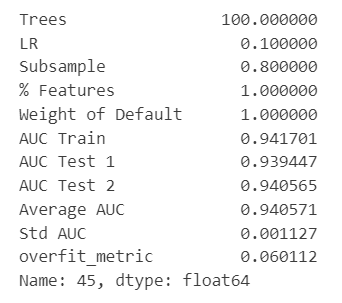 Trees 100.000000
LR 0.100000
Subsample 0.800000
% Features 1.000000
Weight of Default 1.000000
AUC Train 0.941701
AUC Test 1 0.939447
AUC Test 2 0.940565
Average AUC 0.940571
Std AUC 0.001127
overfit_metric 0.060112
Name: 45, dtype: float64